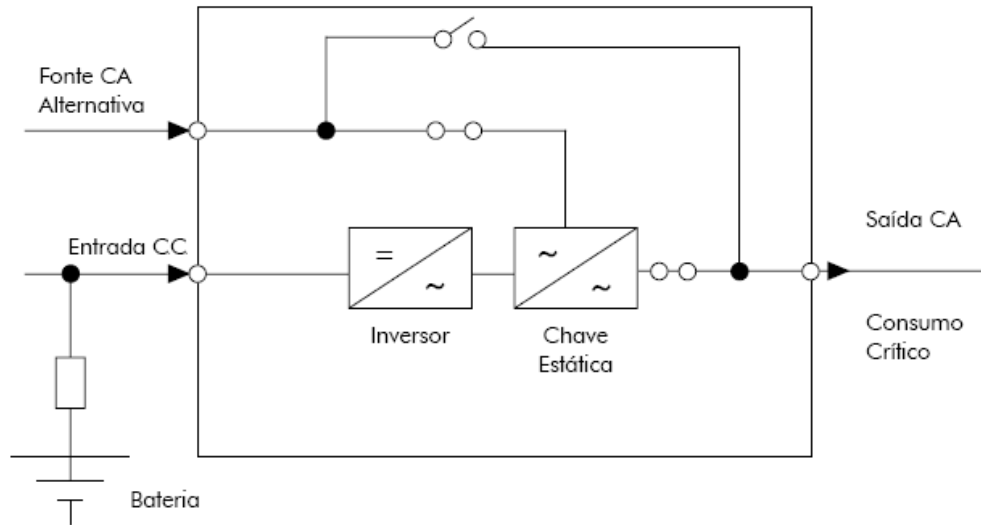 Fonte CA
Alternativa
Entrada CC
Saída CA
=
~
~
~
Inversor
Chave
Estática
Consumo
Crítico
Bateria